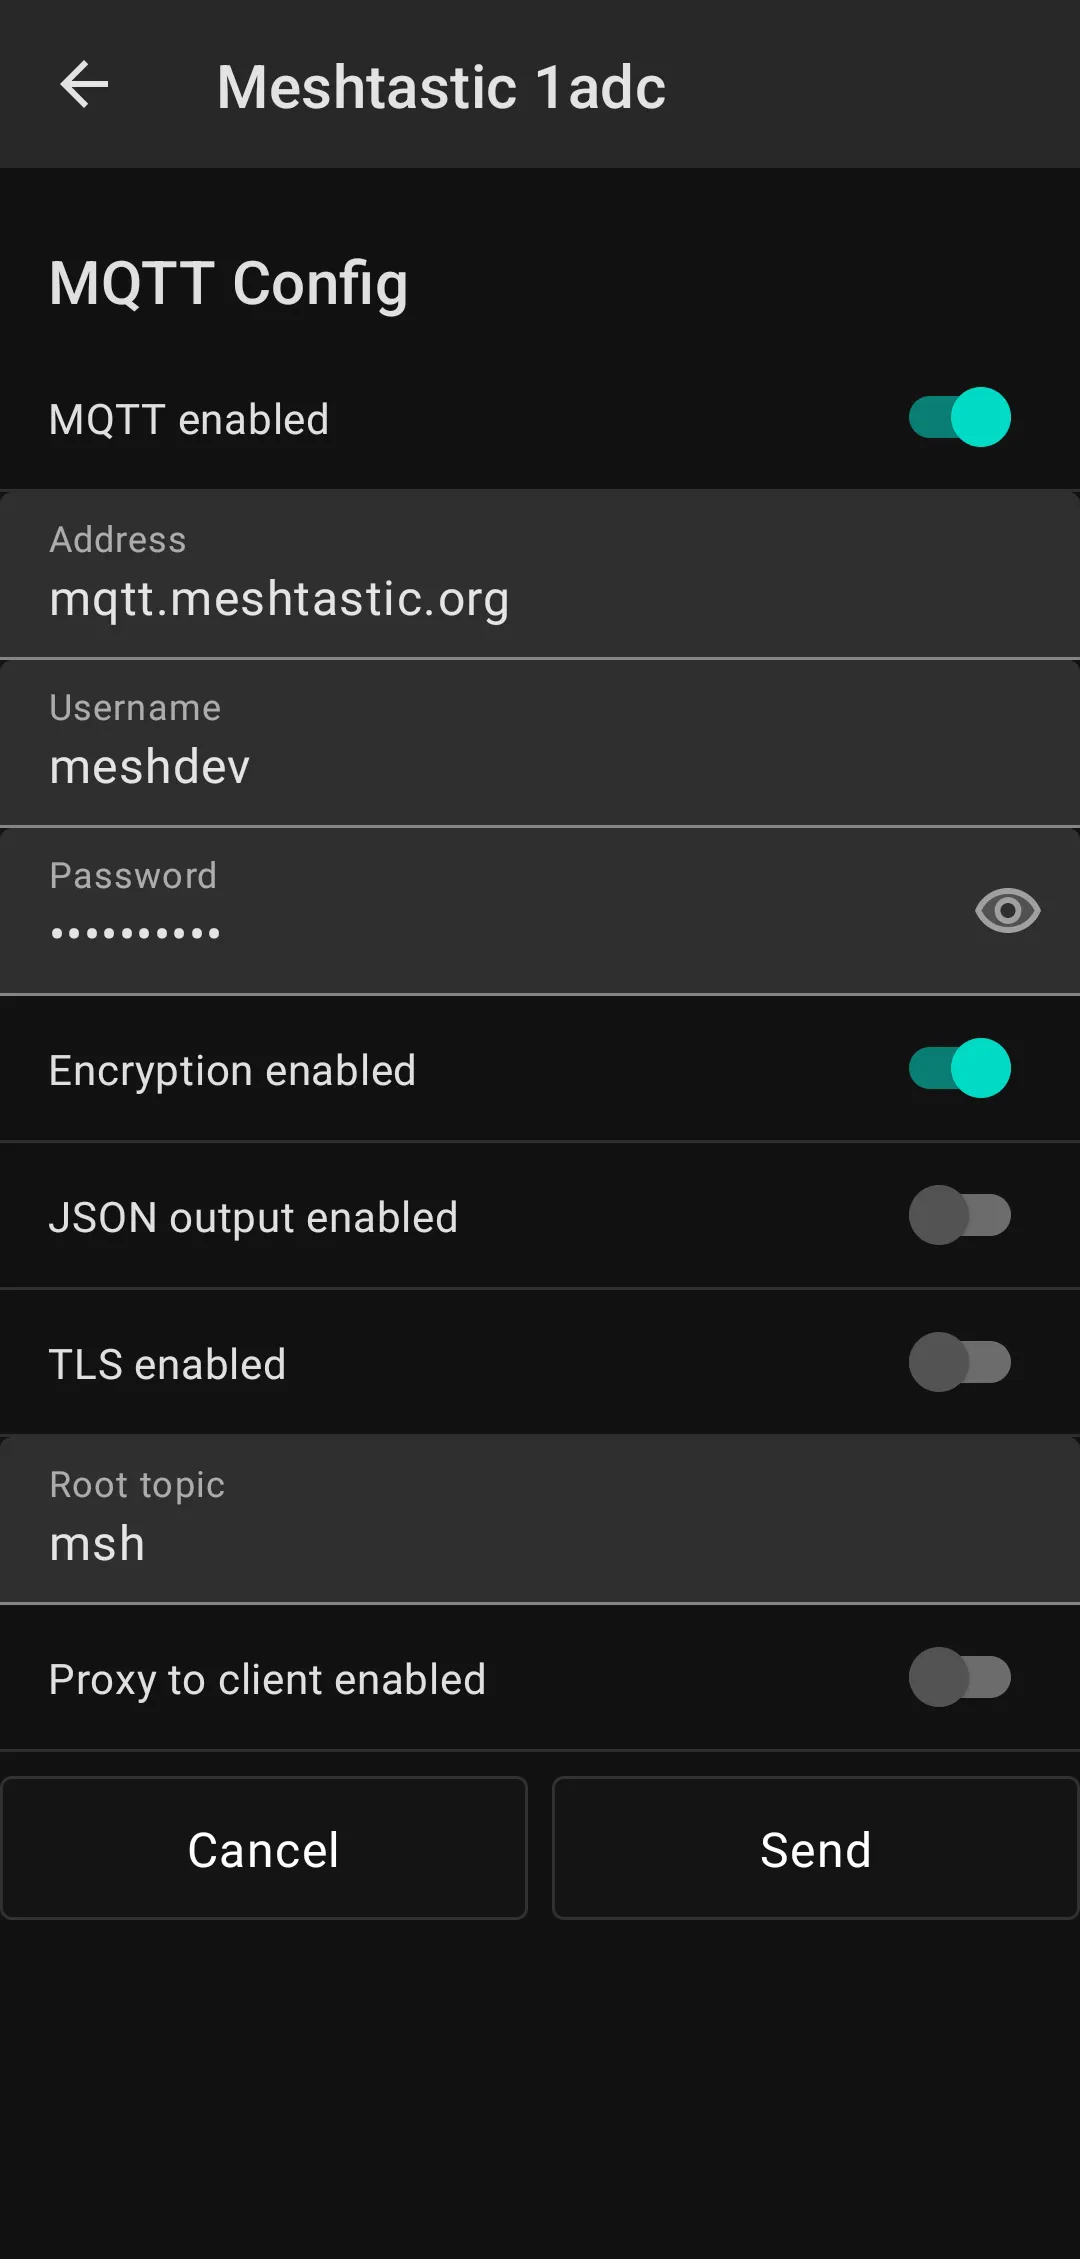 Meshtastic 1adc
MQTT Config
MQTT enabled
Address
mqtt.meshtastic.org
Username
meshdev
Password
••••••••••
Encryption enabled
JSON output enabled
TLS enabled
Root topic
msh
Proxy to client enabled
Cancel
Send